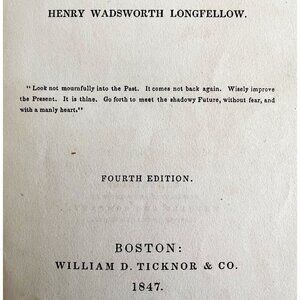 HENRY WADSWORTH LONGFELLOW.
"Look not mournfully into the Past. It comes not back again. Wisely improve
the Present. It is thine. Go forth to meet the shadowy Future, without fear, and
with a manly heart."
FOURTH EDITION.
BOSTON:
WILLIAM D. TICKNOR & CO.
1847.